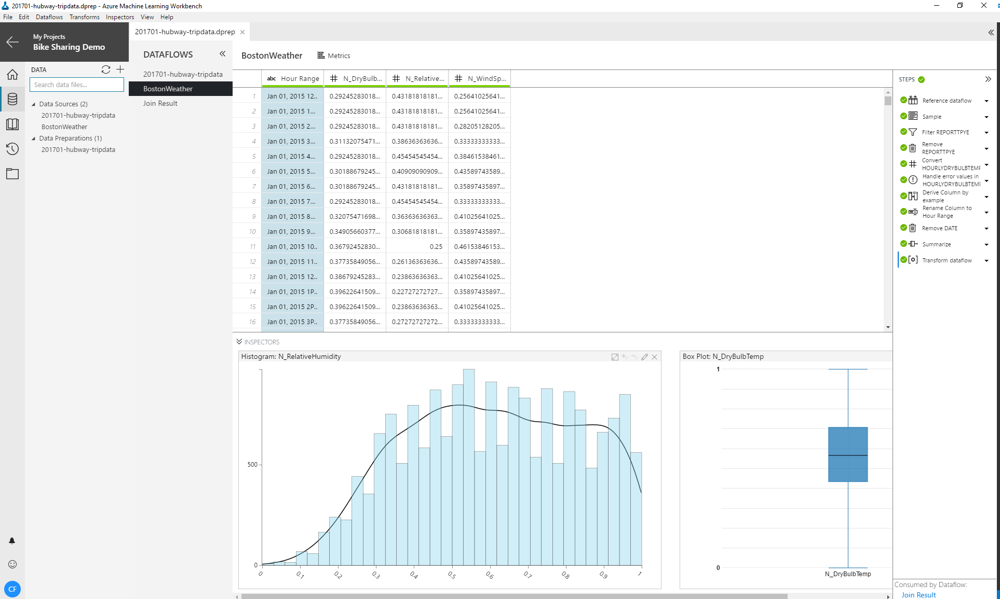 201701-hubway-tripdata.dprep - Azure Machine Learning Workbench
File Edit Dataflows Transforms Inspectors View Help
My Projects
Bike Sharing Demo
DATA
Search data files...
Data Sources (2)
201701-hubway-tripdata
BostonWeather
Data Preparations (1)
201701-hubway-tripdata
CF
201701-hubway-tripdata.dprep
DATAFLOWS
201701-hubway-tripdata
BostonWeather
Join Result
BostonWeather Metrics
abc Hour Range # N_DryBulb... # N_Relative... # N_WindSp...
1 Jan 01, 2015 12.. 0.29245283018... 0.43181818181... 0.25641025641...
2 Jan 01, 2015 1... 0.29245283018... 0.43181818181... 0.25641025641...
3 Jan 01, 2015 2... 0.29245283018... 0.43181818181... 0.28205128205...
4 Jan 01, 2015 3... 0.31132075471... 0.38636363636... 0.33333333333...
5 Jan 01, 2015 4... 0.29245283018... 0.45454545454... 0.38461538461...
6 Jan 01, 2015 5... 0.30188679245... 0.40909090909... 0.43589743589...
7 Jan 01, 2015 6... 0.30188679245... 0.43181818181... 0.35897435897...
8 Jan 01, 2015 7... 0.29245283018... 0.45454545454... 0.33333333333...
9 Jan 01, 2015 8... 0.32075471698... 0.36363636363... 0.41025641025...
10 Jan 01, 2015 9... 0.34905660377... 0.30681818181... 0.35897435897...
11 Jan 01, 2015 10.. 0.36792452830... 0.25 0.46153846153...
12 Jan 01, 2015 11.. 0.37735849056... 0.26136363636... 0.43589743589...
13 Jan 01, 2015 12.. 0.38679245283... 0.23863636363... 0.41025641025...
14 Jan 01, 2015 1P.. 0.39622641509... 0.22727272727... 0.35897435897...
15 Jan 01, 2015 2P.. 0.39622641509... 0.23863636363... 0.41025641025...
16 Jan 01, 2015 3P.. 0.37735849056... 0.27272727272... 0.33333333333...
INSPECTORS
Histogram: N_RelativeHumidity
500
0
0 0.1 0.2 0.3 0.4 0.5 0.6 0.7 0.8 0.9 1
Box Plot: N_DryBulbTemp
1
0
N_DryBulbTemp
STEPS
Reference dataflow
Sample
Filter REPORTTPYE
Remove
REPORTTPYE
Convert
HOURLYDRYBULBTEMF
Handle error values in
HOURLYDRYBULBTEMI
Derive Column by
example
Rename Column to
Hour Range
Remove DATE
Summarize
Transform dataflow
Consumed by Dataflow:
Join Result